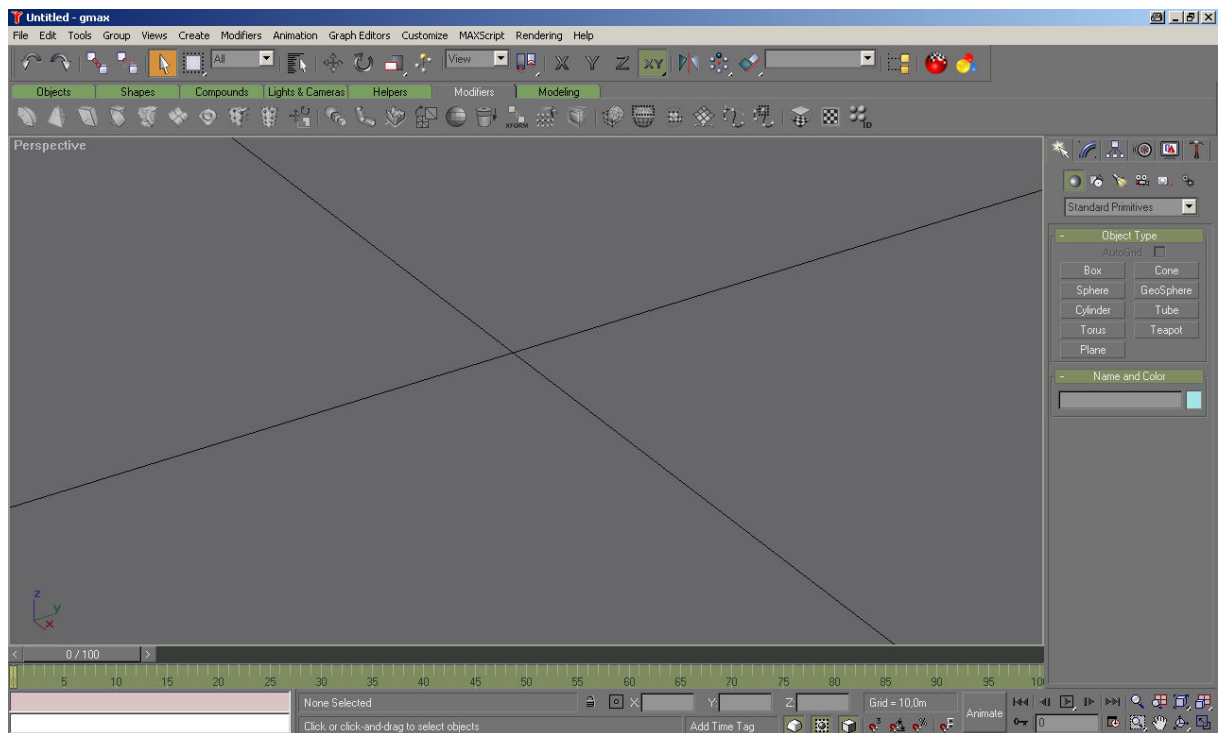 Untitled - gmax
File Edit Tools Group Views Create Modifiers Animation Graph Editors Customize MAXScript Rendering Help
All View X Y Z XY
Objects Shapes Compounds Lights & Cameras Helpers Modifiers Modeling
XFORM ID
Perspective
Standard Primitives
- Object Type
AutoGrid
Box Cone
Sphere GeoSphere
Cylinder Tube
Torus Teapot
Plane
- Name and Color
z
y
x
< 0 / 100 >
5 10 15 20 25 30 35 40 45 50 55 60 65 70 75 80 85 90 95 100
None Selected X: Y: Z: Grid = 10,0m
Click or click-and-drag to select objects Add Time Tag Animate 0